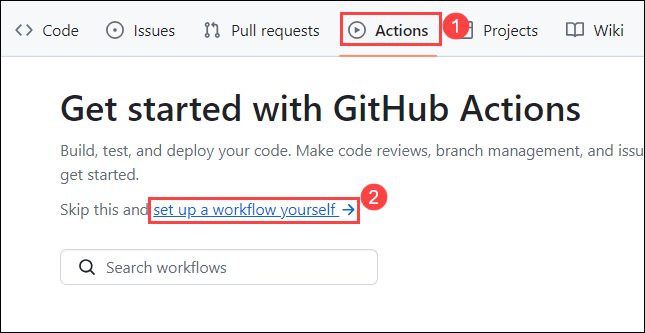 Code Issues Pull requests Actions 1 Projects Wiki
Get started with GitHub Actions
Build, test, and deploy your code. Make code reviews, branch management, and issu
get started.
Skip this and set up a workflow yourself → 2
Search workflows